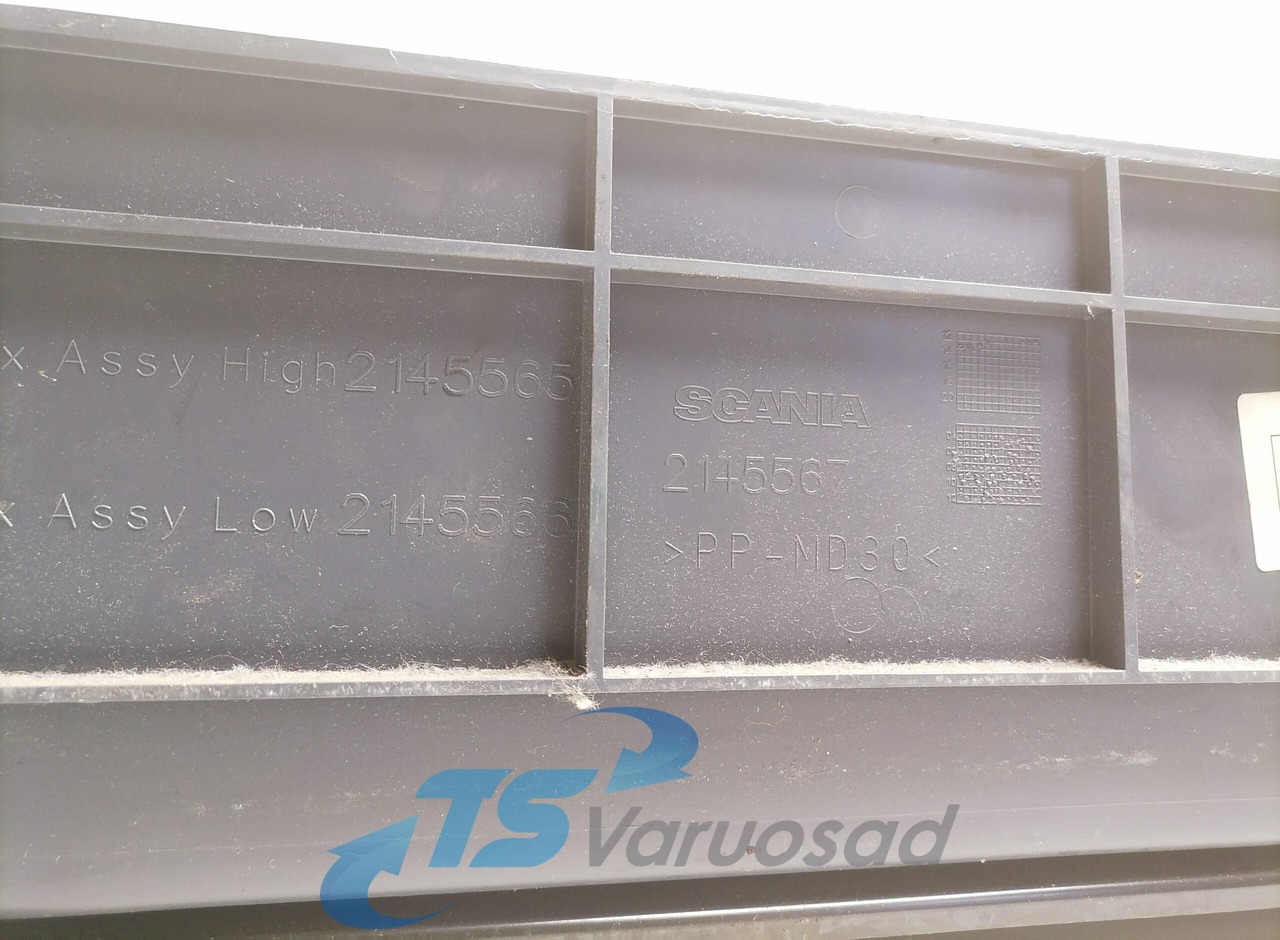 x Assy High 2145565
x Assy Low 2145566
SCANIA
2145567
>PP-MD30<
TS Varuosad